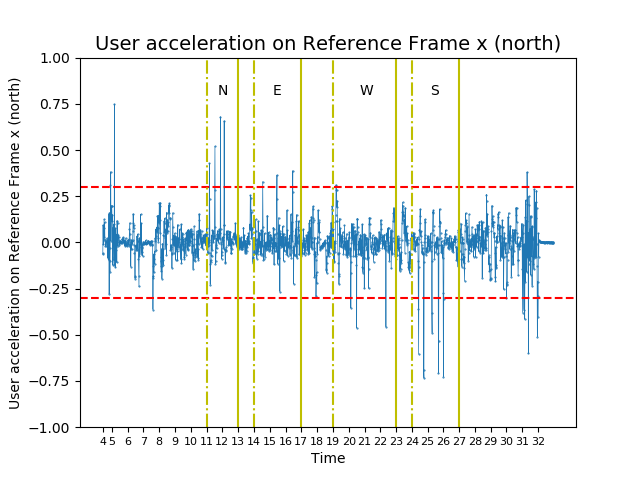 User acceleration on Reference Frame x (north)
1.00
0.75
0.50
0.25
0.00
−0.25
−0.50
−0.75
−1.00
User acceleration on Reference Frame x (north)
N E W S
4 5 6 7 8 9 10 11 12 13 14 15 16 17 18 19 20 21 22 23 24 25 26 27 28 29 30 31 32
Time